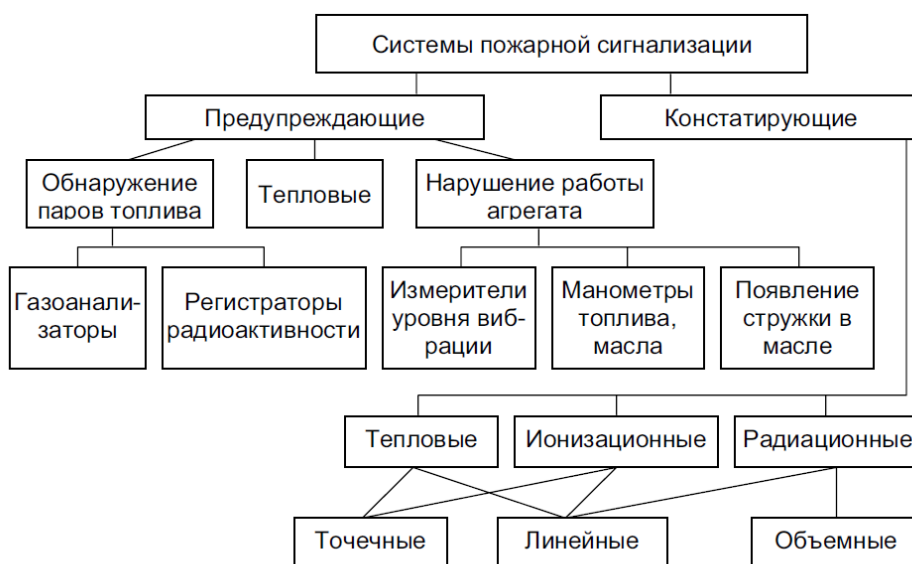 Системы пожарной сигнализации
Предупреждающие
Констатирующие
Обнаружение
паров топлива
Тепловые
Нарушение работы
агрегата
Газоанали-
заторы
Регистраторы
радиоактивности
Измерители
уровня виб-
рации
Манометры
топлива,
масла
Появление
стружки в
масле
Тепловые
Ионизационные
Радиационные
Точечные
Линейные
Объемные